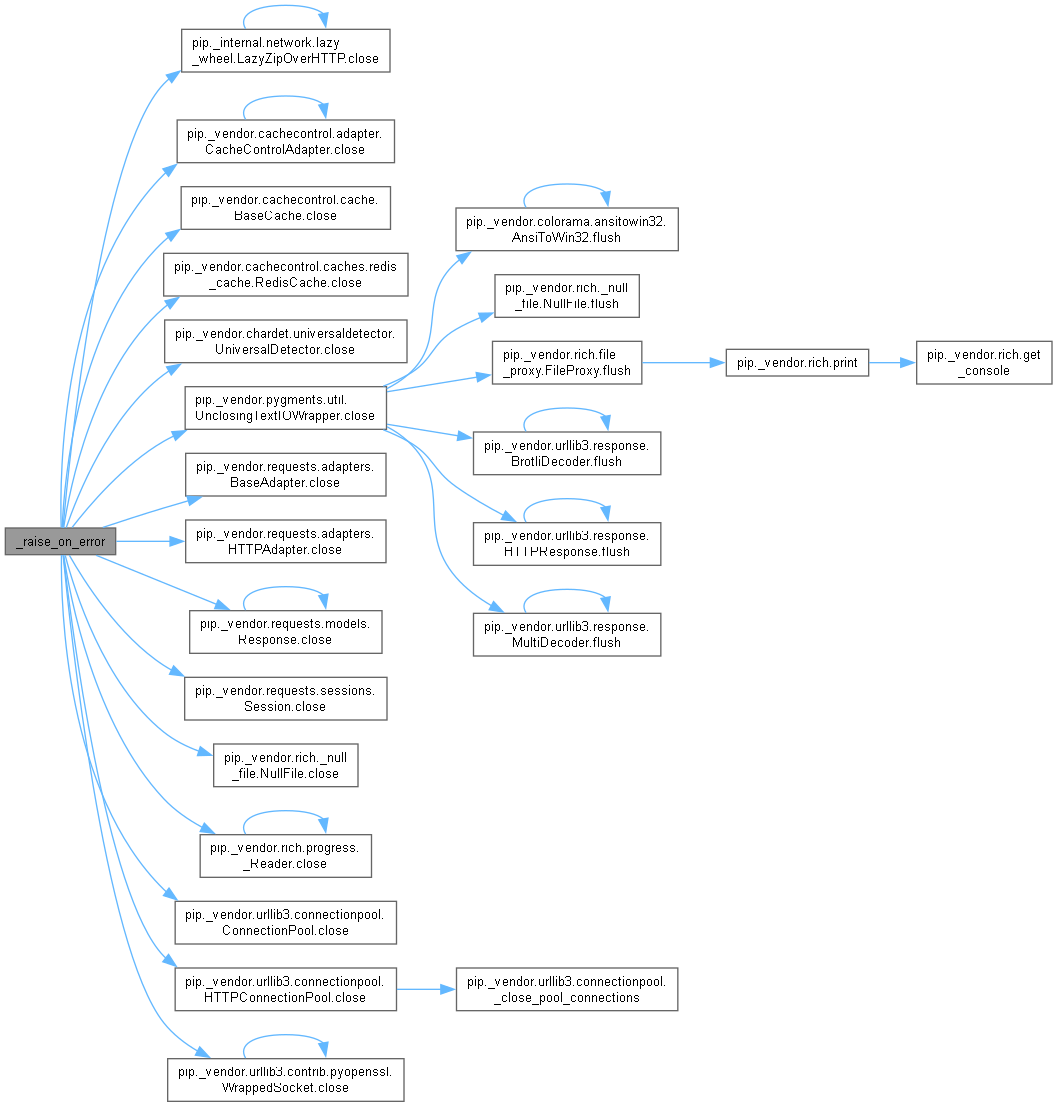 pip._internal.network.lazy
_wheel.LazyZipOverHTTP.close
pip._vendor.cachecontrol.adapter.
CacheControlAdapter.close
pip._vendor.cachecontrol.cache.
BaseCache.close
pip._vendor.cachecontrol.caches.redis
_cache.RedisCache.close
pip._vendor.chardet.universaldetector.
UniversalDetector.close
pip._vendor.pygments.util.
UnclosingTextIOWrapper.close
pip._vendor.requests.adapters.
BaseAdapter.close
_raise_on_error
pip._vendor.requests.adapters.
HTTPAdapter.close
pip._vendor.requests.models.
Response.close
pip._vendor.requests.sessions.
Session.close
pip._vendor.rich._null
_file.NullFile.close
pip._vendor.rich.progress.
_Reader.close
pip._vendor.urllib3.connectionpool.
ConnectionPool.close
pip._vendor.urllib3.connectionpool.
HTTPConnectionPool.close
pip._vendor.urllib3.contrib.pyopenssl.
WrappedSocket.close
pip._vendor.colorama.ansitowin32.
AnsiToWin32.flush
pip._vendor.rich._null
_file.NullFile.flush
pip._vendor.rich.file
_proxy.FileProxy.flush
pip._vendor.urllib3.response.
BrotliDecoder.flush
pip._vendor.urllib3.response.
HTTPResponse.flush
pip._vendor.urllib3.response.
MultiDecoder.flush
pip._vendor.urllib3.connectionpool.
_close_pool_connections
pip._vendor.rich.print
pip._vendor.rich.get
_console